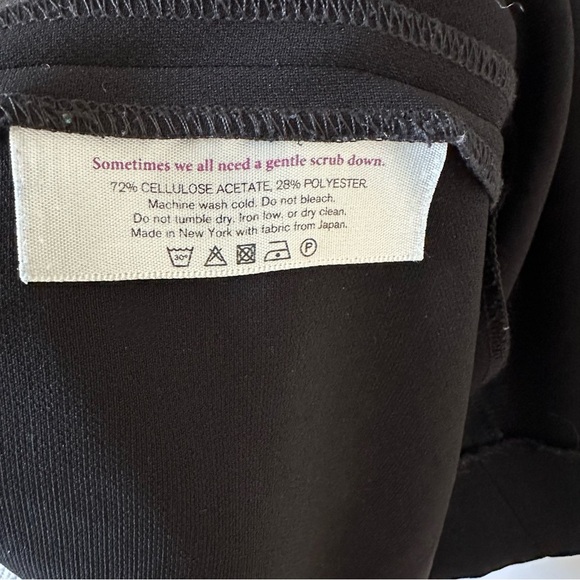 Sometimes we all need a gentle scrub down.
72% CELLULOSE ACETATE, 28% POLYESTER.
Machine wash cold. Do not bleach.
Do not tumble dry. Iron low, or dry clean.
Made in New York with fabric from Japan.
30° P